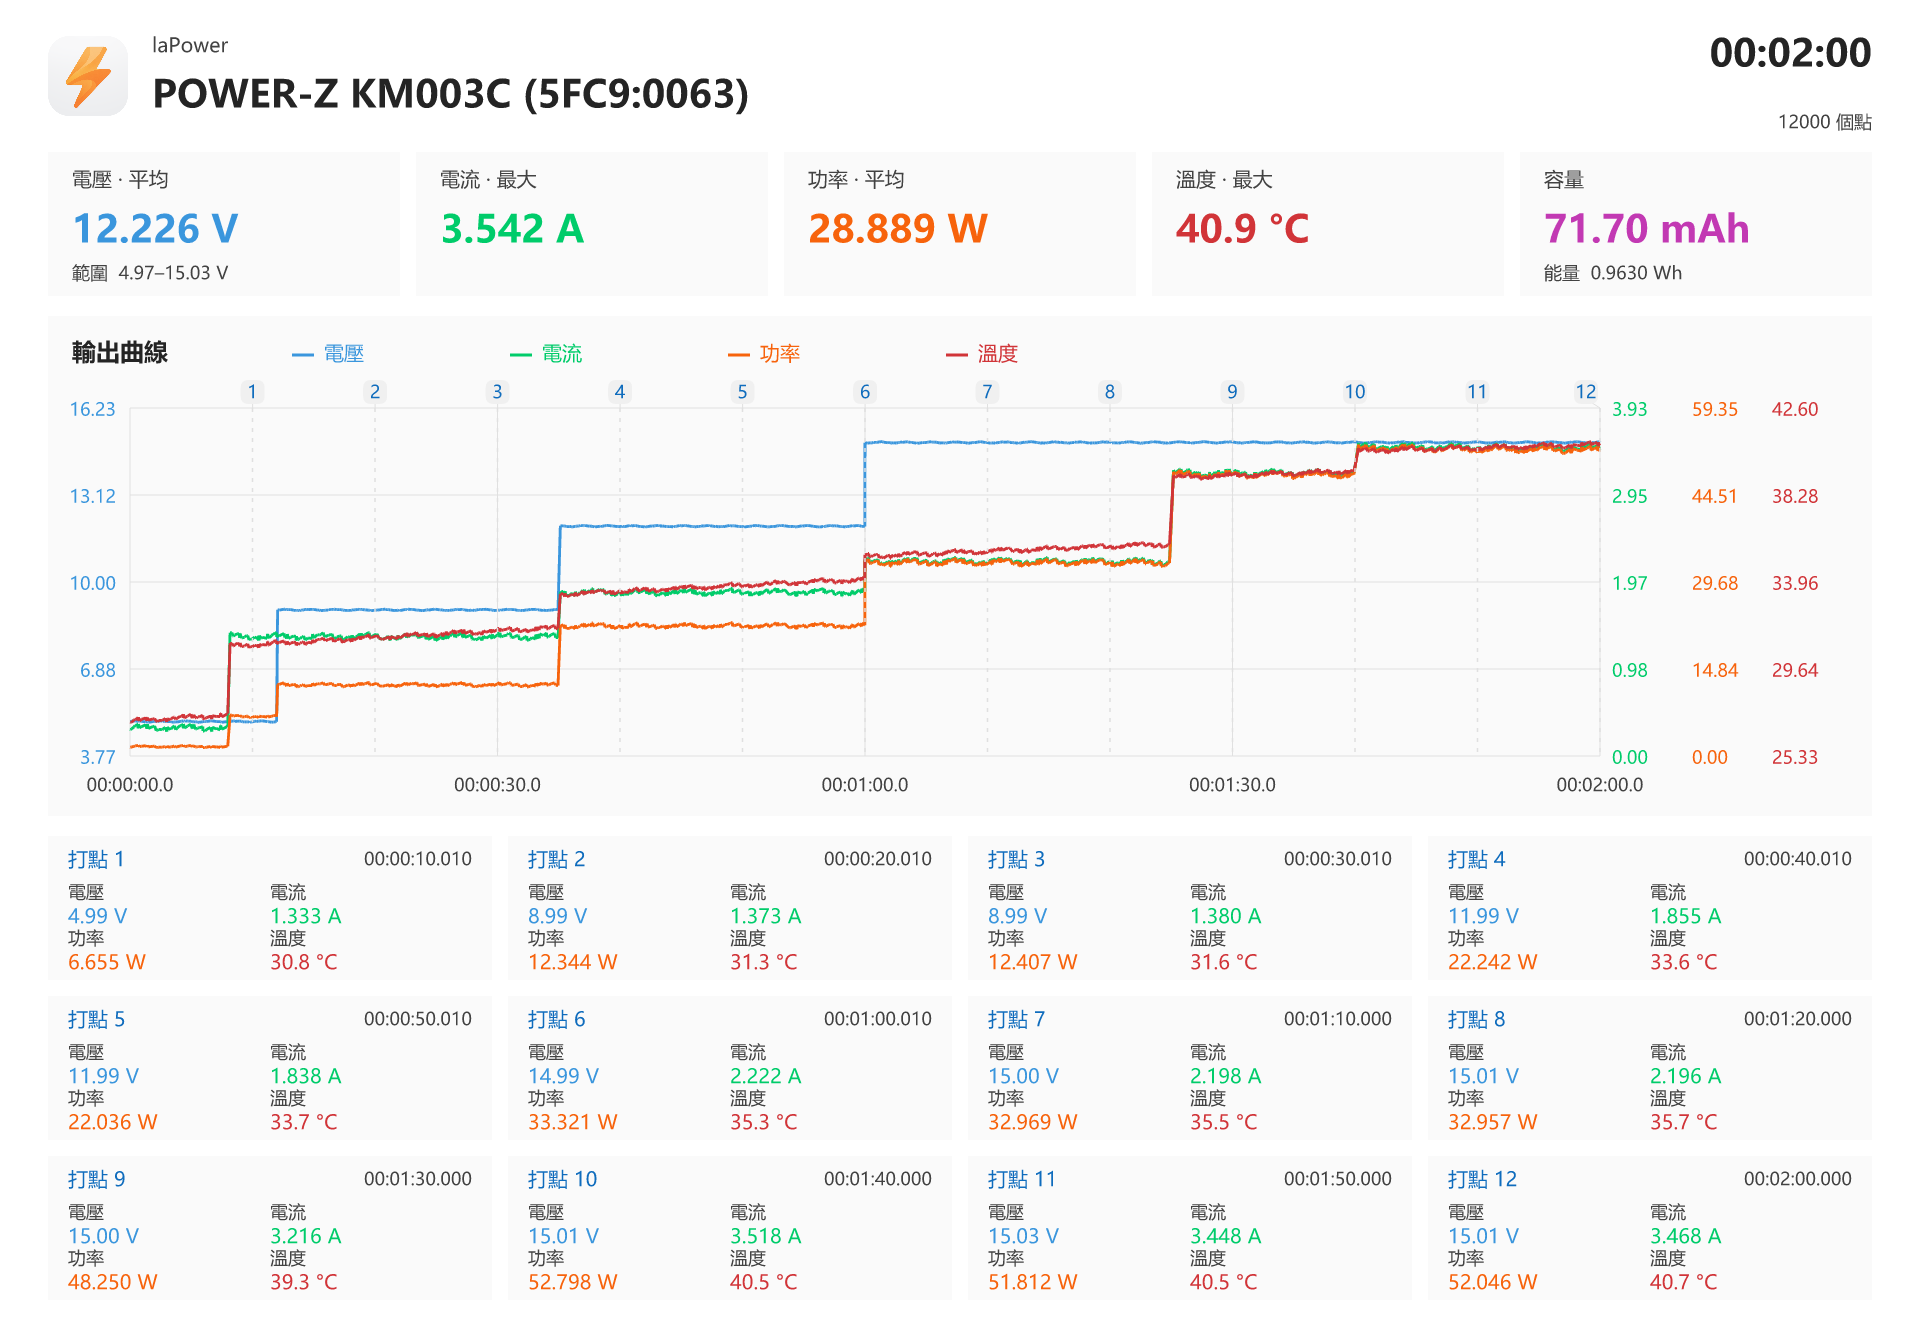 laPower
POWER-Z KM003C (5FC9:0063)
00:02:00
12000 個點
電壓 · 平均
12.226 V
範圍 4.97–15.03 V
電流 · 最大
3.542 A
功率 · 平均
28.889 W
溫度 · 最大
40.9 °C
容量
71.70 mAh
能量 0.9630 Wh
輸出曲線
電壓 電流 功率 溫度
1 2 3 4 5 6 7 8 9 10 11 12
16.23 3.93 59.35 42.60
13.12 2.95 44.51 38.28
10.00 1.97 29.68 33.96
6.88 0.98 14.84 29.64
3.77 0.00 0.00 25.33
00:00:00.0 00:00:30.0 00:01:00.0 00:01:30.0 00:02:00.0
打點 1 00:00:10.010
電壓 電流
4.99 V 1.333 A
功率 溫度
6.655 W 30.8 °C
打點 2 00:00:20.010
電壓 電流
8.99 V 1.373 A
功率 溫度
12.344 W 31.3 °C
打點 3 00:00:30.010
電壓 電流
8.99 V 1.380 A
功率 溫度
12.407 W 31.6 °C
打點 4 00:00:40.010
電壓 電流
11.99 V 1.855 A
功率 溫度
22.242 W 33.6 °C
打點 5 00:00:50.010
電壓 電流
11.99 V 1.838 A
功率 溫度
22.036 W 33.7 °C
打點 6 00:01:00.010
電壓 電流
14.99 V 2.222 A
功率 溫度
33.321 W 35.3 °C
打點 7 00:01:10.000
電壓 電流
15.00 V 2.198 A
功率 溫度
32.969 W 35.5 °C
打點 8 00:01:20.000
電壓 電流
15.01 V 2.196 A
功率 溫度
32.957 W 35.7 °C
打點 9 00:01:30.000
電壓 電流
15.00 V 3.216 A
功率 溫度
48.250 W 39.3 °C
打點 10 00:01:40.000
電壓 電流
15.01 V 3.518 A
功率 溫度
52.798 W 40.5 °C
打點 11 00:01:50.000
電壓 電流
15.03 V 3.448 A
功率 溫度
51.812 W 40.5 °C
打點 12 00:02:00.000
電壓 電流
15.01 V 3.468 A
功率 溫度
52.046 W 40.7 °C